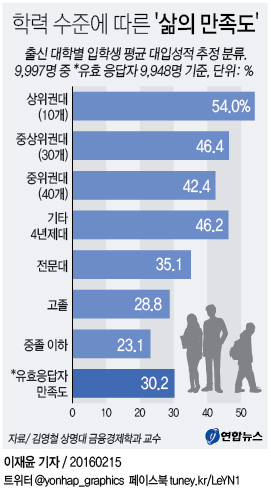 학력 수준에 따른 '삶의 만족도'
출신 대학별 입학생 평균 대입성적 추정 분류.
9,997명 중 *유효 응답자 9,948명 기준, 단위: %
상위권대
(10개)
54.0%
중상위권대
(30개)
46.4
중위권대
(40개)
42.4
기타
4년제대
46.2
전문대
35.1
고졸
28.8
중졸 이하
23.1
*유효응답자
만족도
30.2
자료/ 김영철 상명대 금융경제학과 교수
연합뉴스
이재윤 기자 / 20160215
트위터 @yonhap_graphics 페이스북 tuney.kr/LeYN1